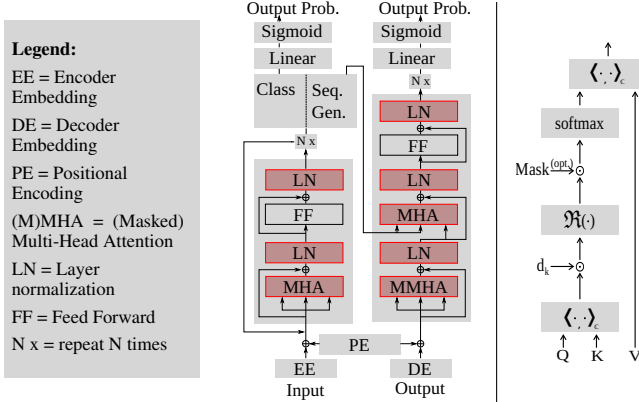 Legend:
EE = Encoder
Embedding
DE = Decoder
Embedding
PE = Positional
Encoding
(M)MHA = (Masked)
Multi-Head Attention
LN = Layer
normalization
FF = Feed Forward
N x = repeat N times
Output Prob.
Sigmoid
Linear
Class
Seq.
Gen.
N x
LN
FF
LN
MHA
EE
Input
PE
Output Prob.
Sigmoid
Linear
N x
LN
FF
LN
MHA
LN
MMHA
DE
Output
⟨·,·⟩c
softmax
Mask(opt.)
ℜ(·)
dk
⟨·,·⟩c
Q K V